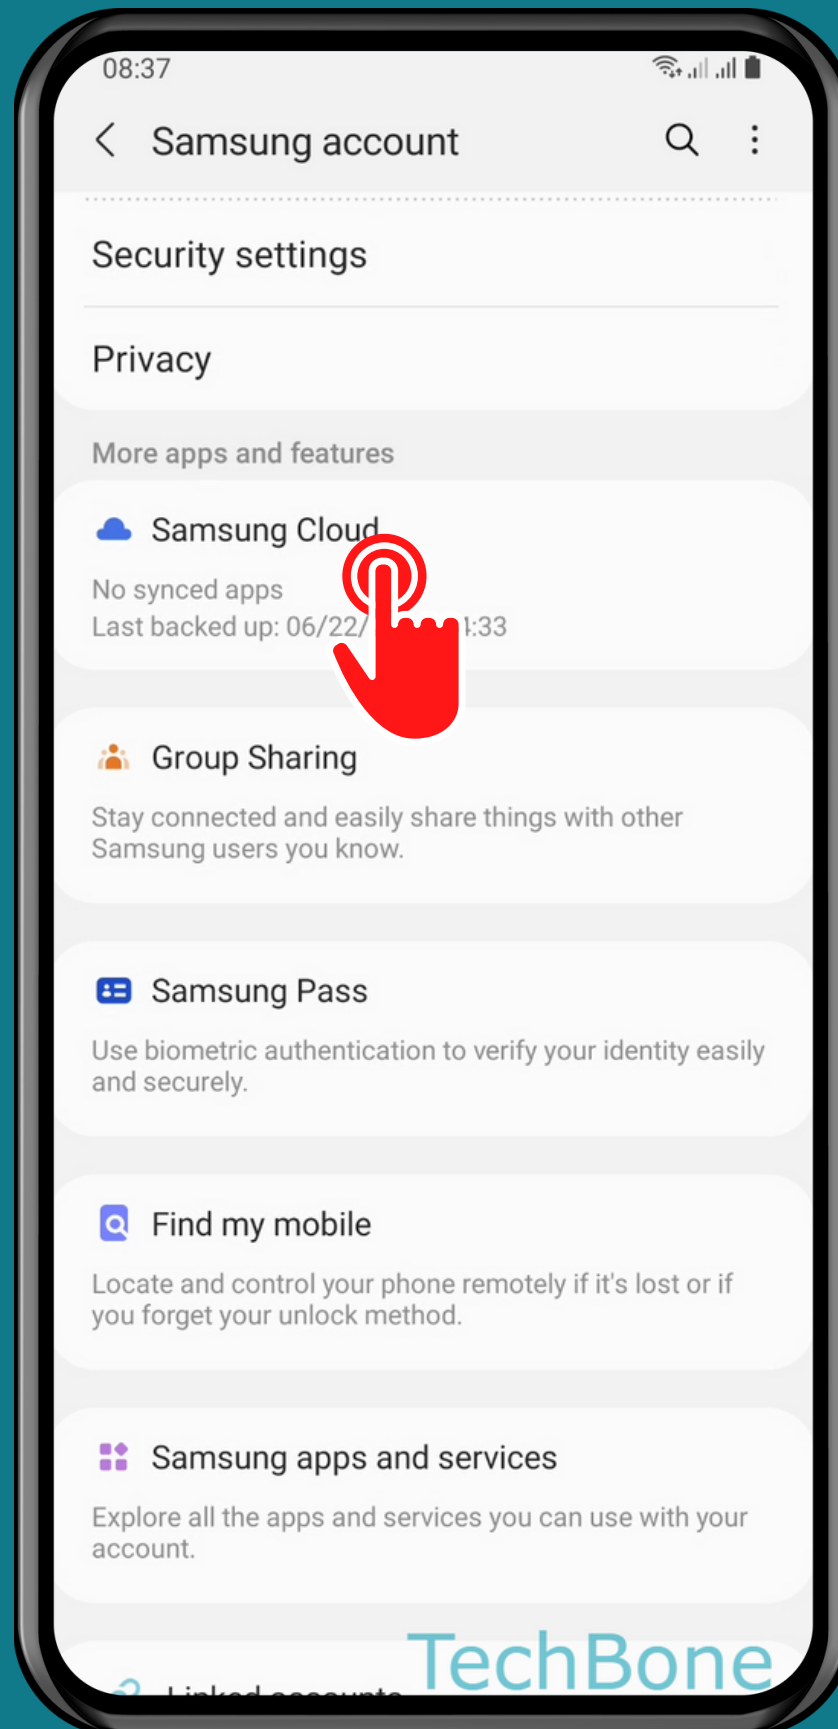 08:37
Samsung account
Security settings
Privacy
More apps and features
Samsung Cloud
No synced apps
Last backed up: 06/22/ 4:33
Group Sharing
Stay connected and easily share things with other
Samsung users you know.
Samsung Pass
Use biometric authentication to verify your identity easily
and securely.
Find my mobile
Locate and control your phone remotely if it's lost or if
you forget your unlock method.
Samsung apps and services
Explore all the apps and services you can use with your
account.
TechBone
Linked accounts